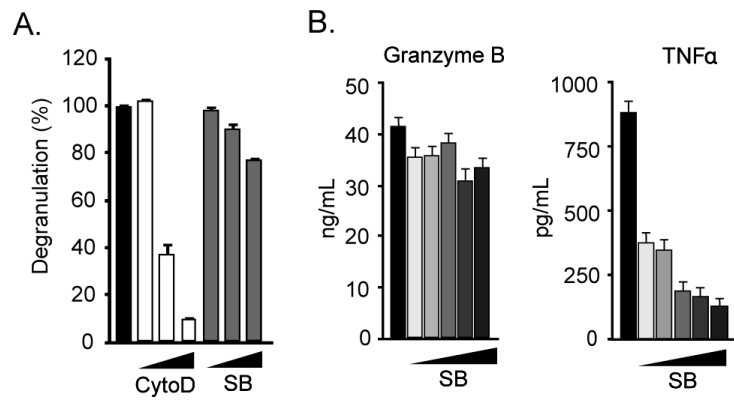 A.
Degranulation (%)
120
100
80
60
40
20
0
CytoD
SB
B.
Granzyme B
ng/mL
50
40
30
20
10
0
SB
TNFα
pg/mL
1000
750
500
250
0
SB